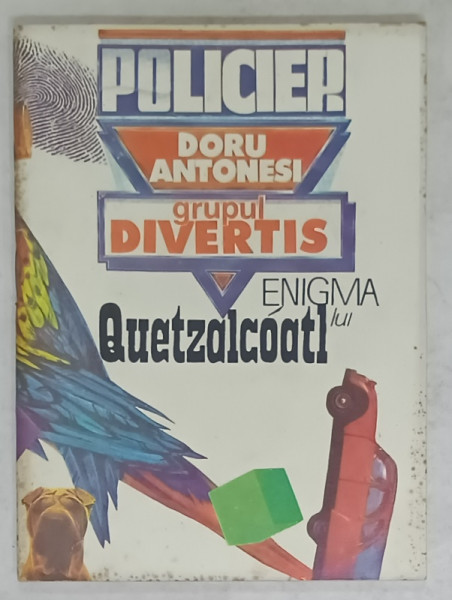 POLICIER
DORU
ANTONESI
grupul
DIVERTIS
ENIGMA
lui
Quetzalcóatl